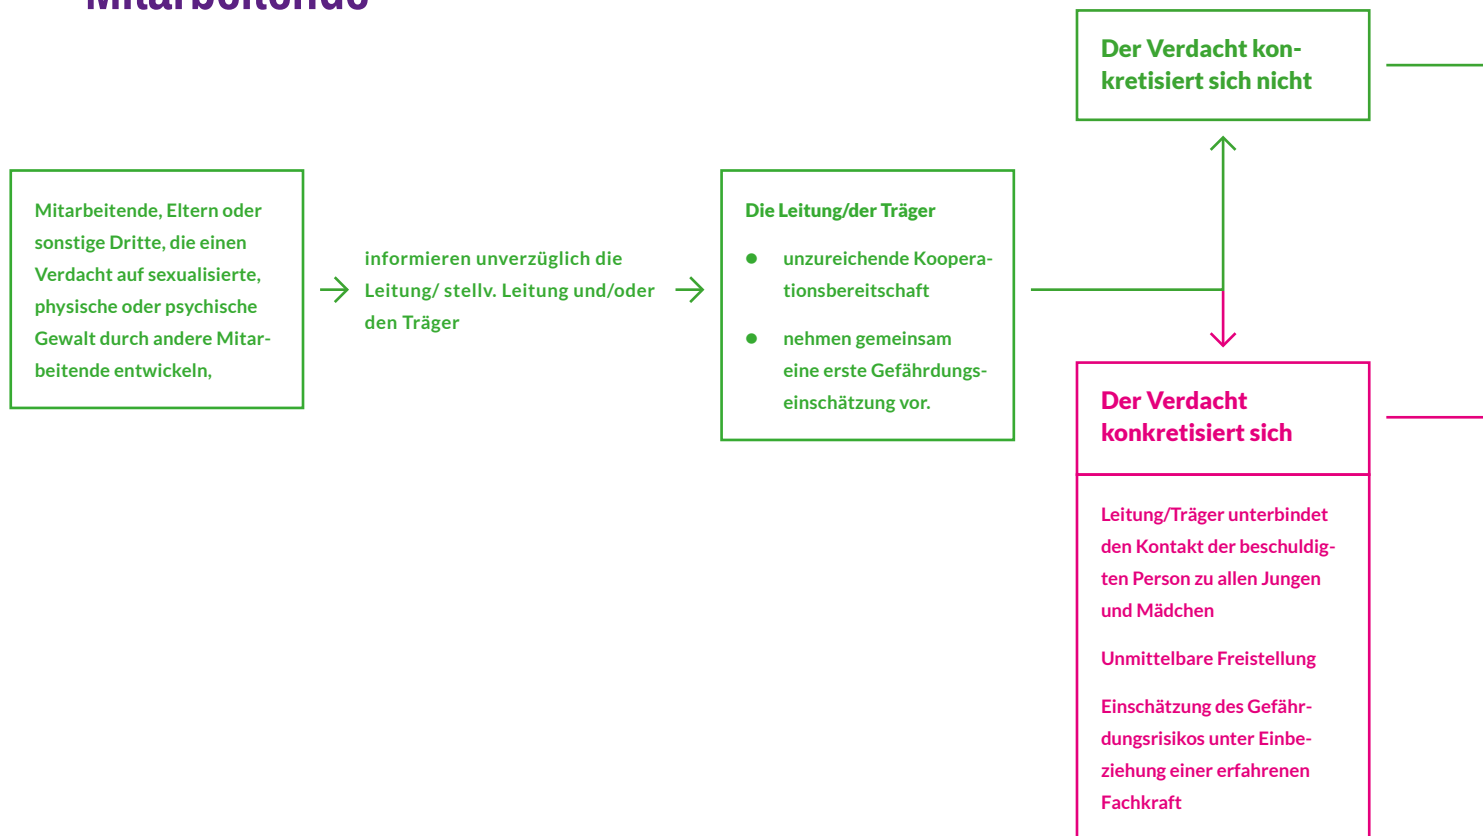 Mitarbeitende
Der Verdacht kon-
kretisiert sich nicht
Mitarbeitende, Eltern oder
sonstige Dritte, die einen
Verdacht auf sexualisierte,
physische oder psychische
Gewalt durch andere Mitar-
beitende entwickeln,
informieren unverzüglich die
Leitung/ stellv. Leitung und/oder
den Träger
Die Leitung/der Träger
● unzureichende Koopera-
tionsbereitschaft
● nehmen gemeinsam
eine erste Gefährdungs-
einschätzung vor.
Der Verdacht
konkretisiert sich
Leitung/Träger unterbindet
den Kontakt der beschuldig-
ten Person zu allen Jungen
und Mädchen
Unmittelbare Freistellung
Einschätzung des Gefähr-
dungsrisikos unter Einbe-
ziehung einer erfahrenen
Fachkraft